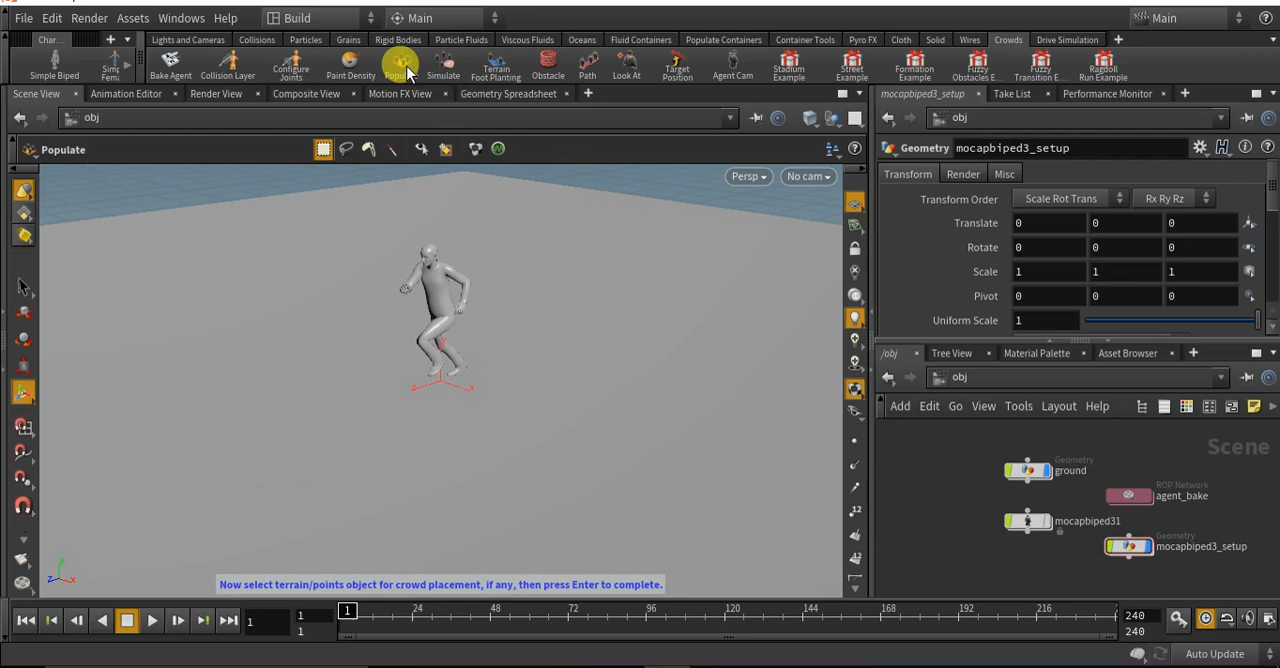 File Edit Render Assets Windows Help Build Main Main
Char... Lights and Cameras Collisions Particles Grains Rigid Bodies Particle Fluids Viscous Fluids Oceans Fluid Containers Populate Containers Container Tools Pyro FX Cloth Solid Wires Crowds Drive Simulation
Simple Biped Bake Agent Collision Layer Configure Joints Paint Density Simulate Terrain Foot Planting Obstacle Path Look At Target Position Agent Cam Stadium Example Street Example Formation Example Fuzzy Obstacles E... Fuzzy Transition E... Ragdoll Run Example
Scene View Animation Editor Render View Composite View Motion FX View Geometry Spreadsheet mocapbiped3_setup Take List Performance Monitor
obj obj
Populate Geometry mocapbiped3_setup
Persp No cam Transform Render Misc
Transform Order Scale Rot Trans Rx Ry Rz
Translate 0 0 0
Rotate 0 0 0
Scale 1 1 1
Pivot 0 0 0
Uniform Scale 1
/obj Tree View Material Palette Asset Browser
obj
Add Edit Go View Tools Layout Help
Scene
Geometry
ground
ROP Network
agent_bake
mocapbiped31
Geometry
mocapbiped3_setup
Now select terrain/points object for crowd placement, if any, then press Enter to complete.
1 1 1 1 24 48 72 96 120 144 168 192 216 240 240
Auto Update